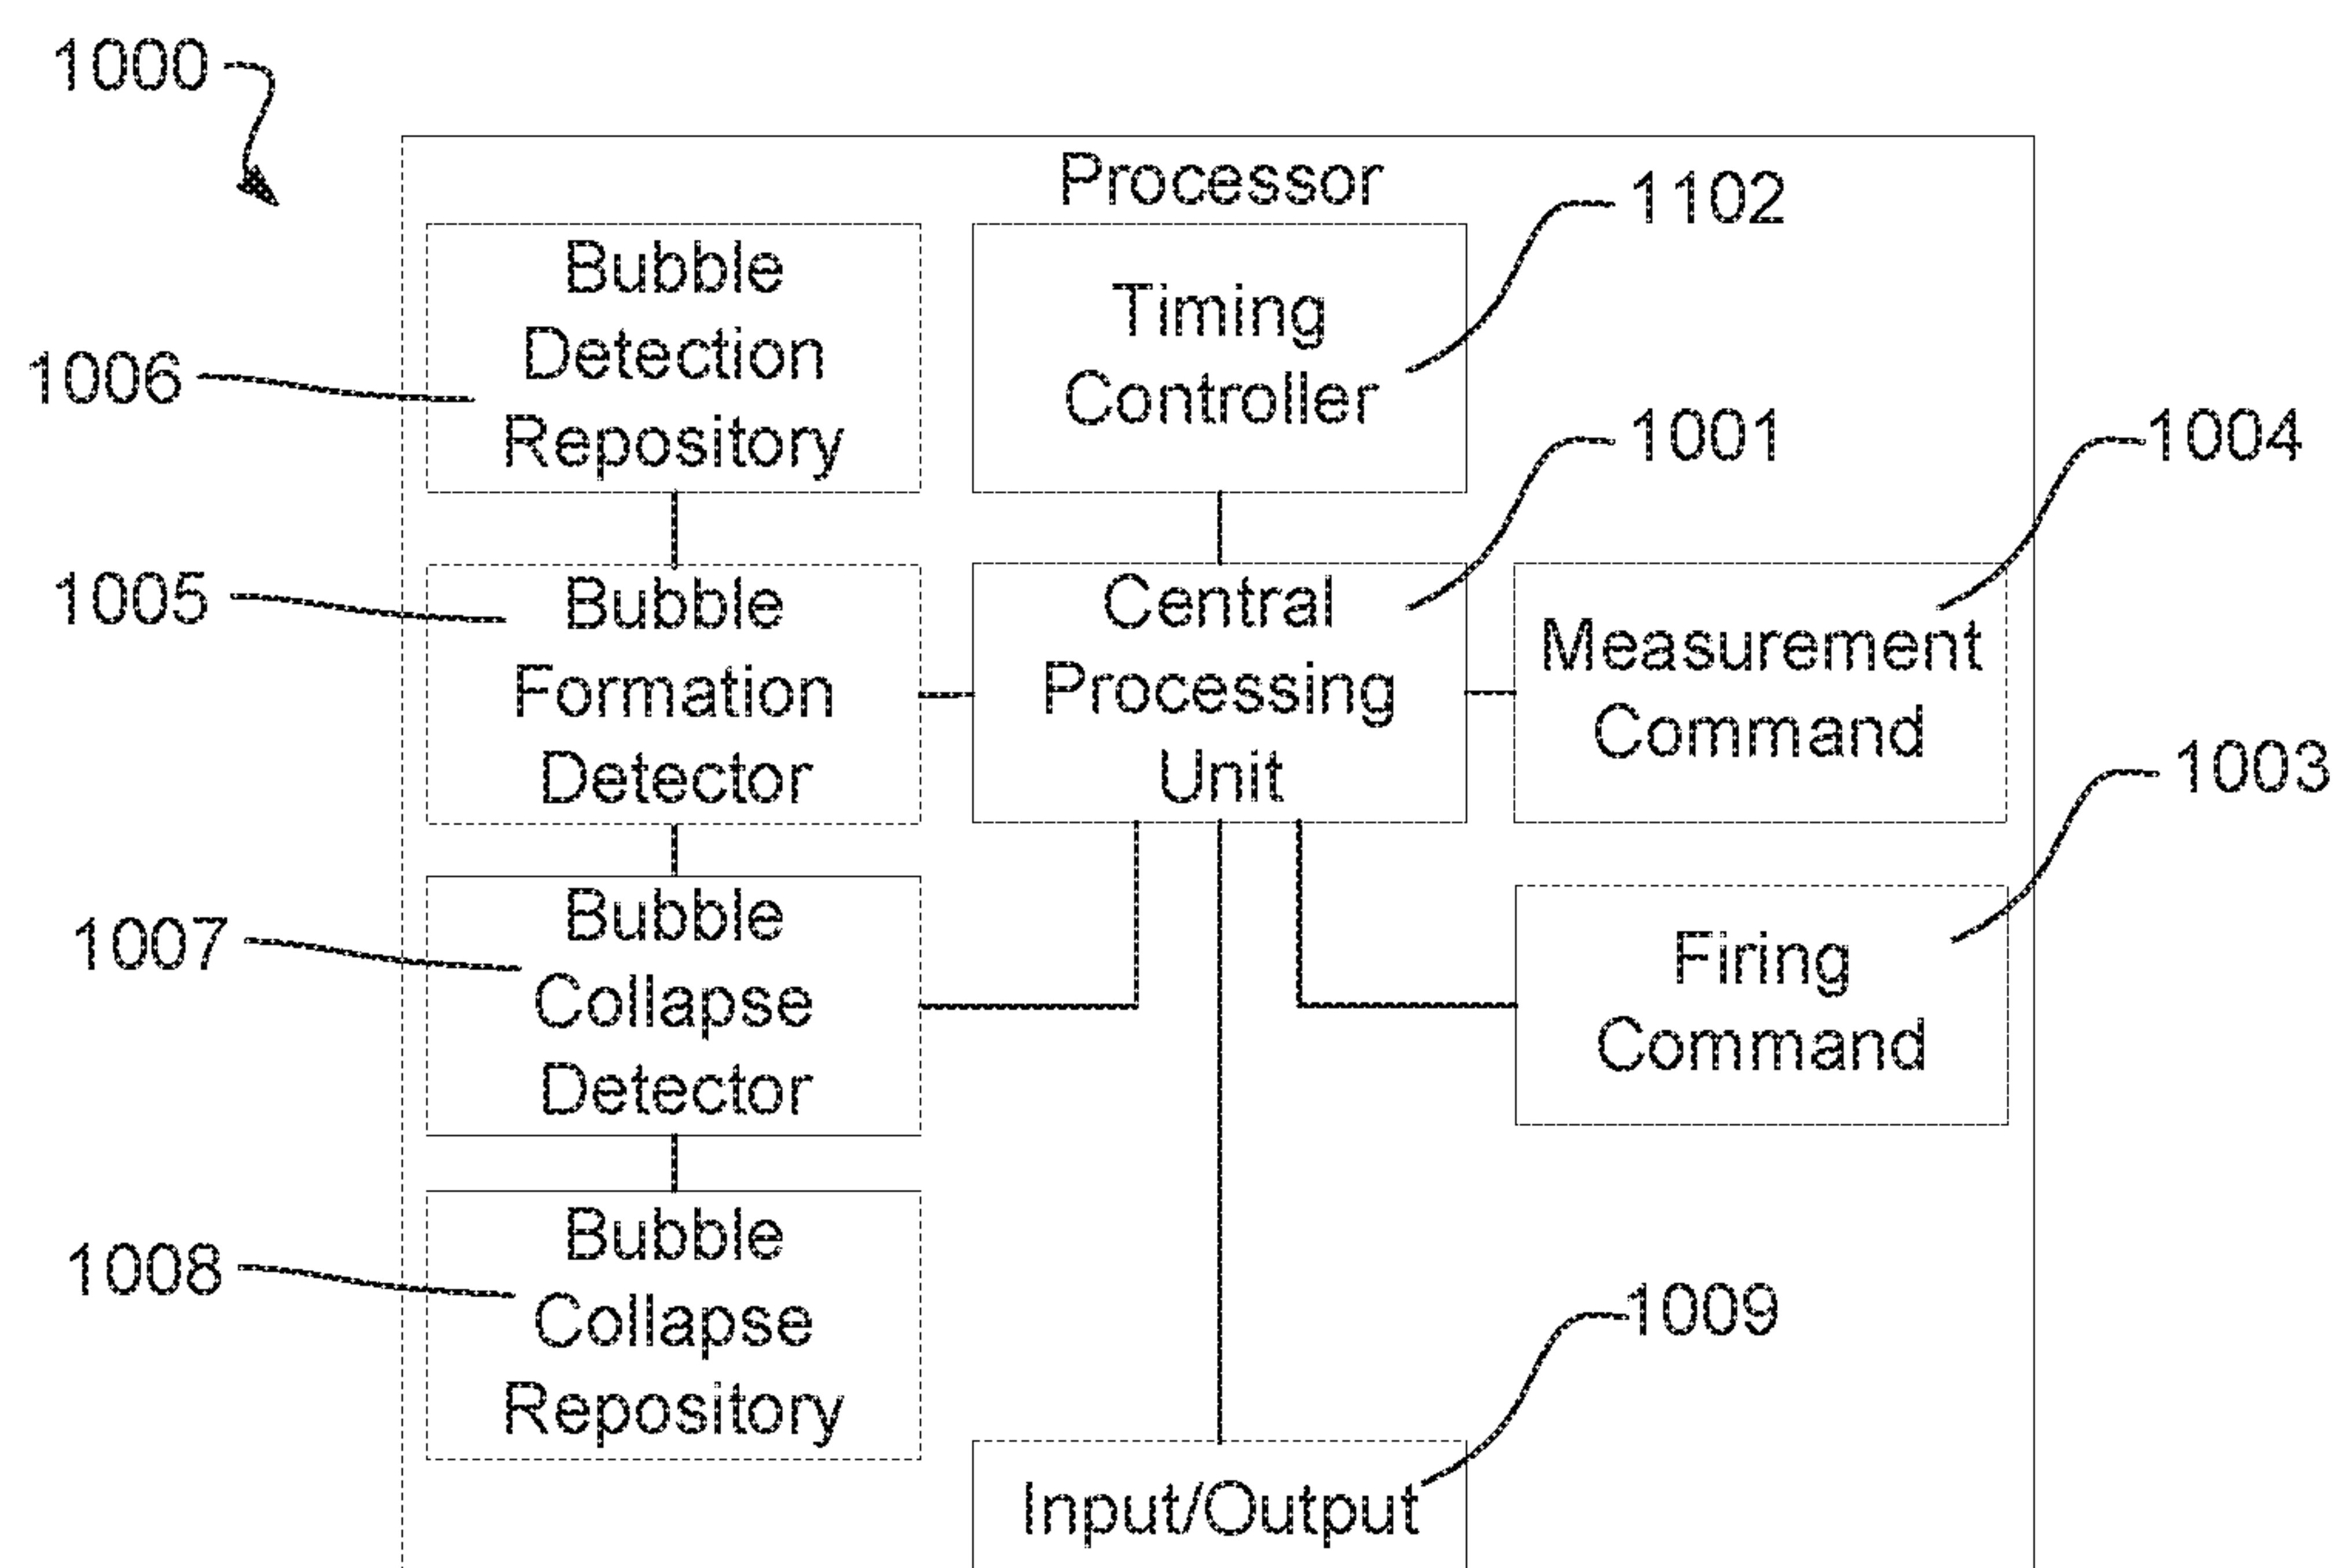 1000
Processor
1102
Bubble
Detection
Repository
1006
Timing
Controller
1001
1004
1005
Bubble
Formation
Detector
Central
Processing
Unit
Measurement
Command
1003
1007
Bubble
Collapse
Detector
Firing
Command
1008
Bubble
Collapse
Repository
1009
Input/Output